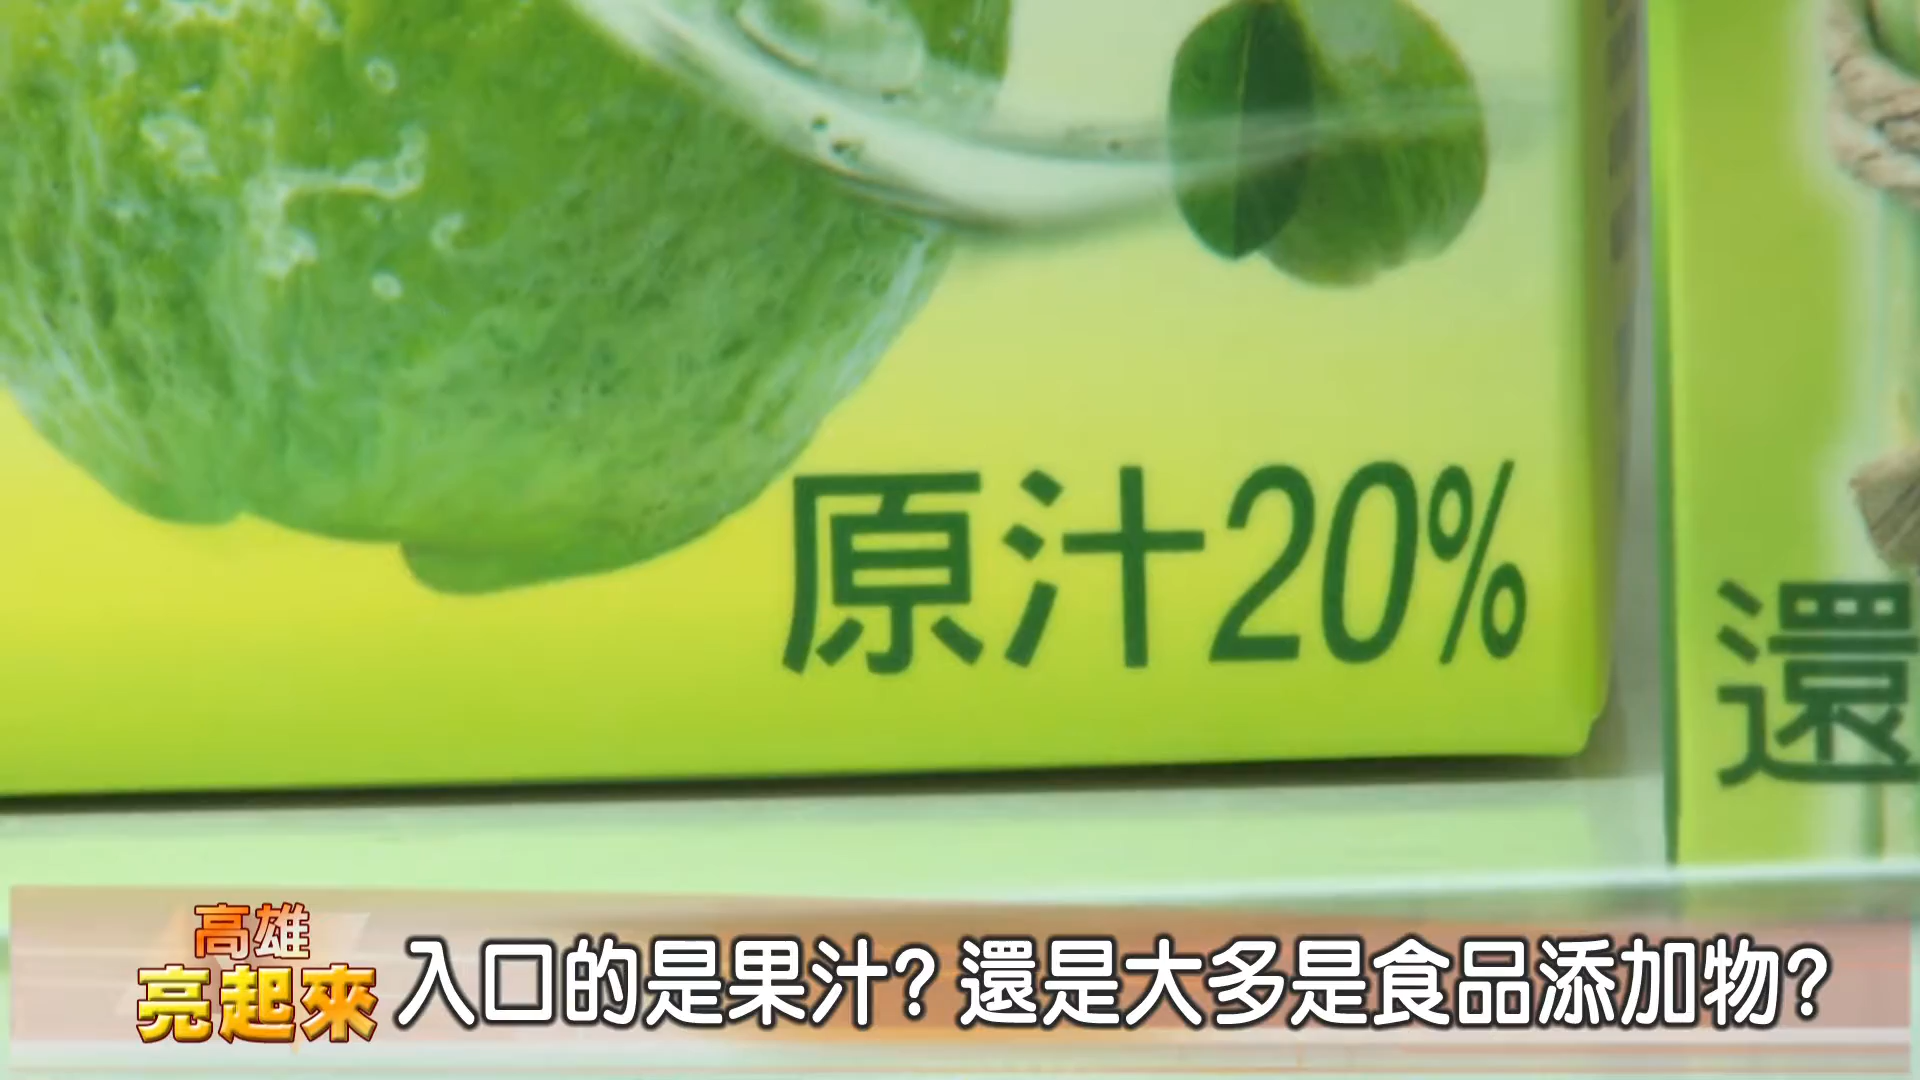 原汁20%
還
高雄
亮起來
入口的是果汁? 還是大多是食品添加物?